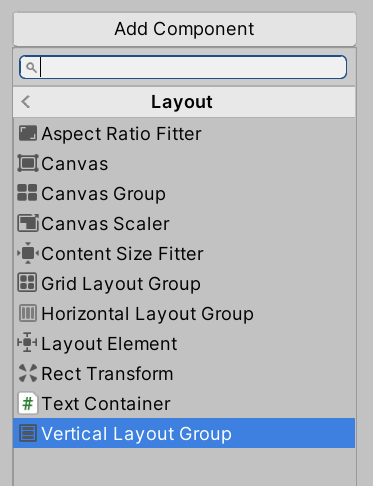 Add Component
Layout
Aspect Ratio Fitter
Canvas
Canvas Group
Canvas Scaler
Content Size Fitter
Grid Layout Group
Horizontal Layout Group
Layout Element
Rect Transform
# Text Container
Vertical Layout Group